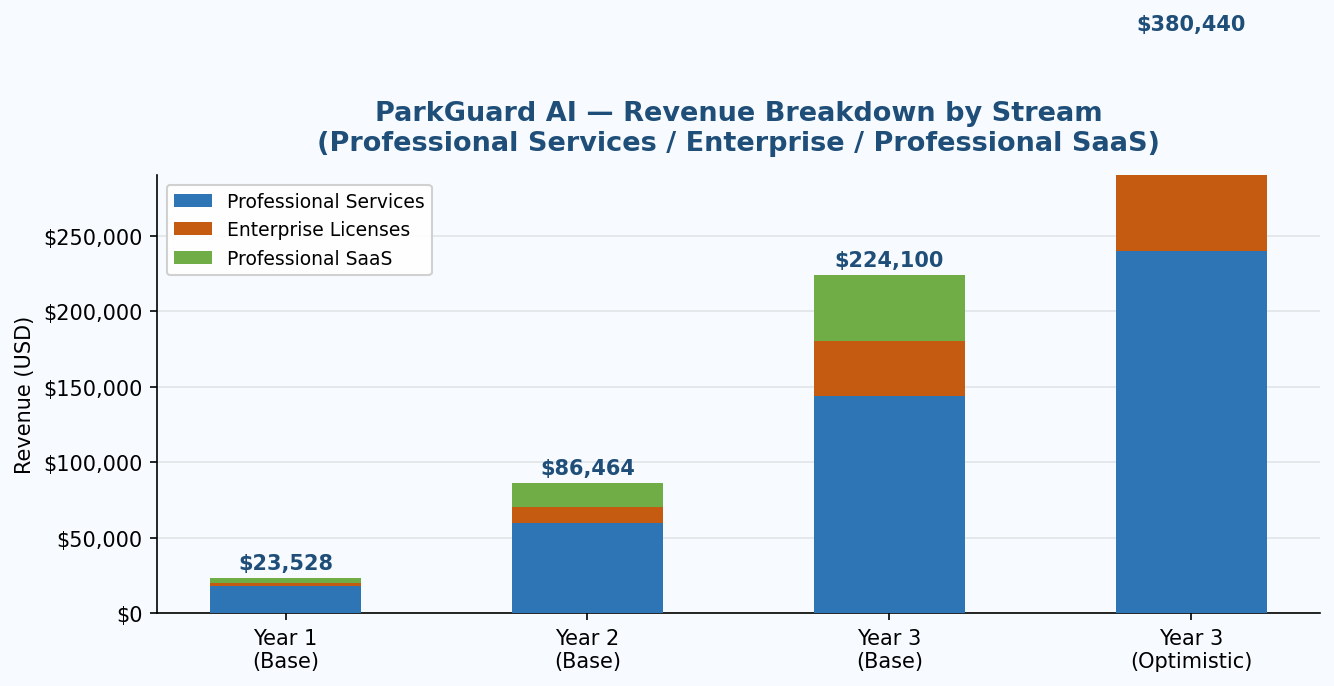 $380,440
ParkGuard AI — Revenue Breakdown by Stream
(Professional Services / Enterprise / Professional SaaS)
Professional Services
Enterprise Licenses
Professional SaaS
Revenue (USD)
$250,000
$200,000
$150,000
$100,000
$50,000
$0
$23,528
$86,464
$224,100
Year 1
(Base)
Year 2
(Base)
Year 3
(Base)
Year 3
(Optimistic)